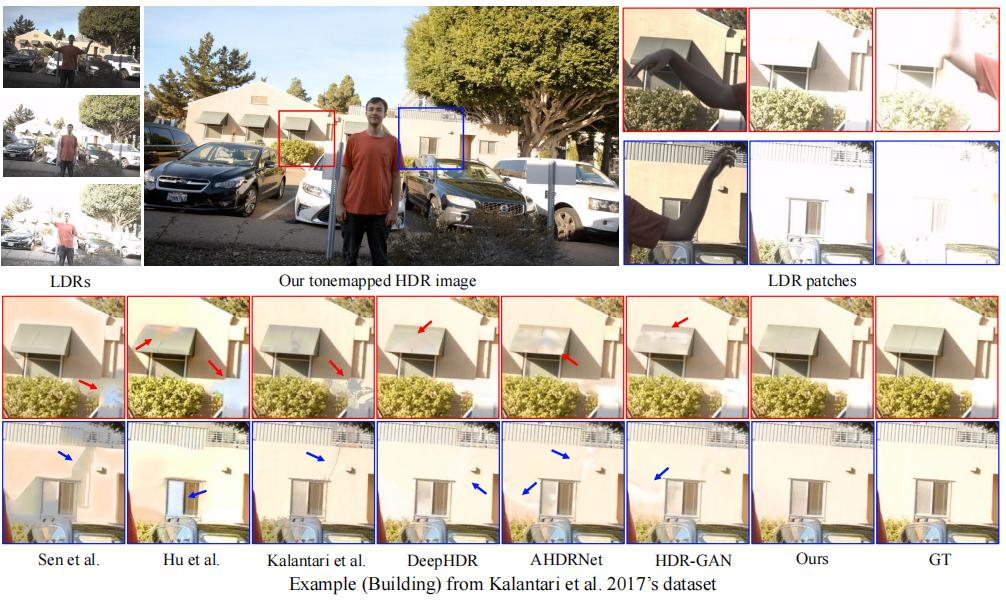 LDRs
Our tonemapped HDR image
LDR patches
Sen et al.
Hu et al.
Kalantari et al.
DeepHDR
AHDRNet
HDR-GAN
Ours
GT
Example (Building) from Kalantari et al. 2017's dataset